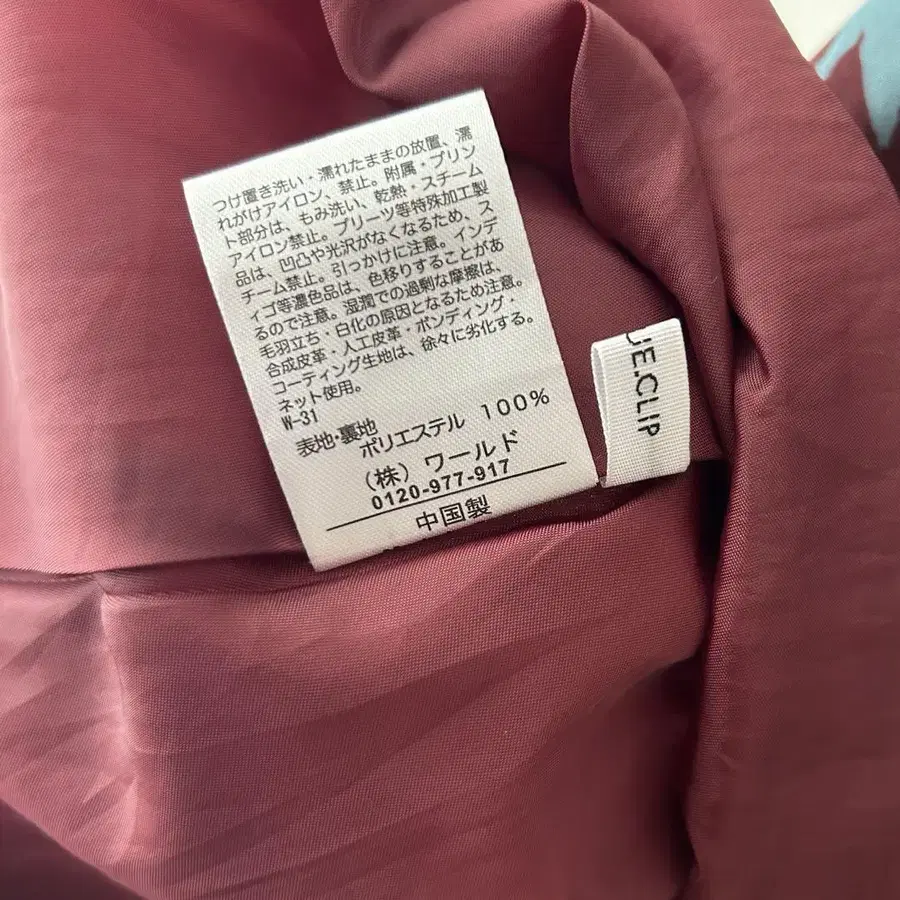 つけ置き洗い・濡れたままの放置、濡
れがけアイロン、禁止。附属・プリン
ト部分は、もみ洗い、乾熱・スチーム
アイロン禁止。プリーツ等特殊加工製
品は、凹凸や光沢がなくなるため、ス
チーム禁止。引っかけに注意。インデ
ィゴ等濃色品は、色移りすることがあ
るので注意。湿潤での過剰な摩擦は、
毛羽立ち・白化の原因となるため注意。
合成皮革・人工皮革・ボンディング・
コーティング生地は、徐々に劣化する。
ネット使用。
W-31
表地・裏地
ポリエステル 100%
(株) ワールド
0120-977-917
中国製
UE.CLIP